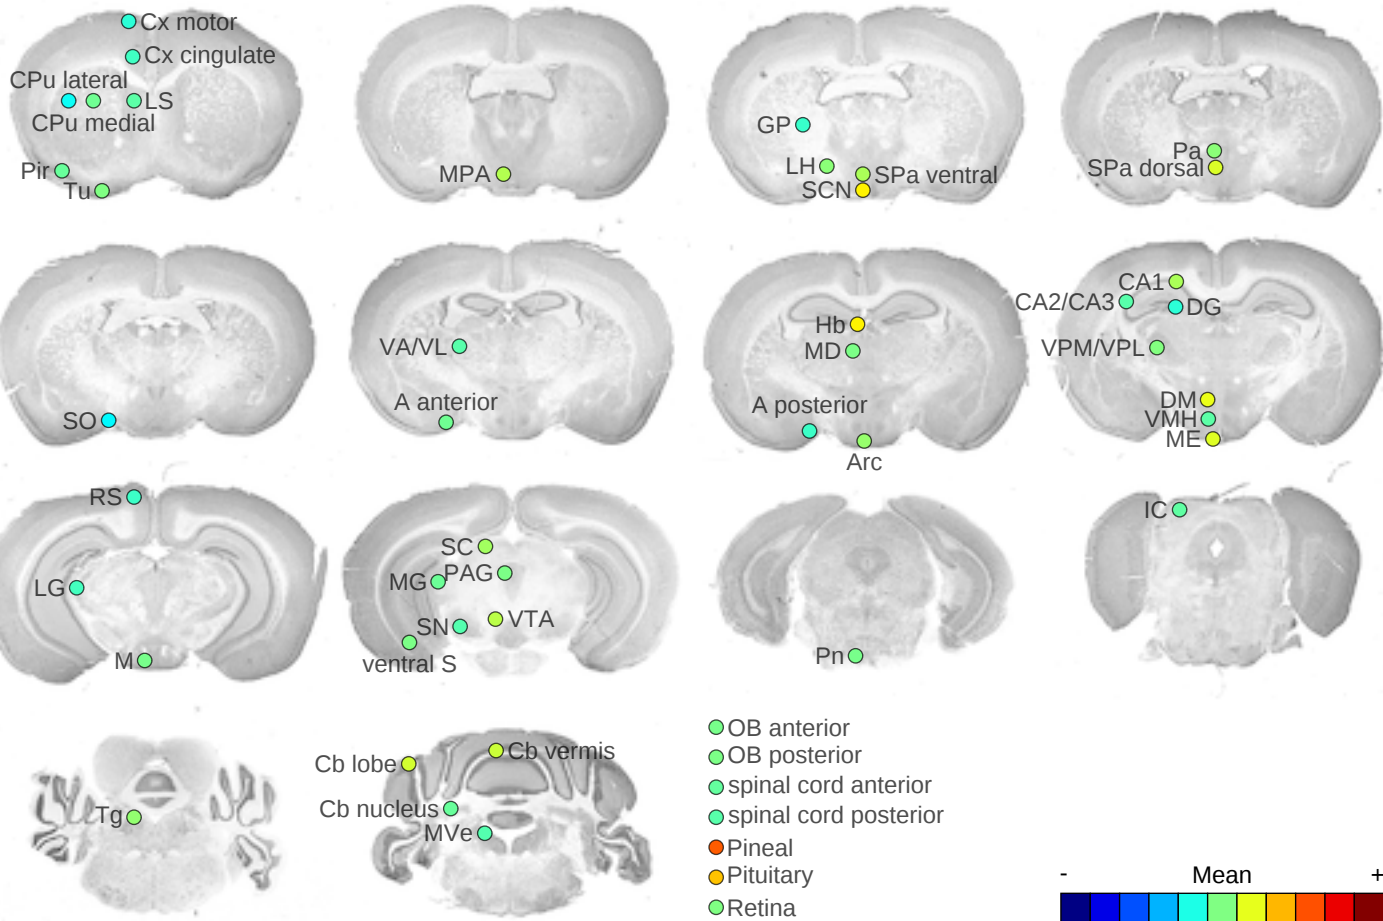 Cx motor
Cx cingulate
CPu lateral
LS
CPu medial
Pir
Tu
MPA
GP
LH
SPa ventral
SCN
Pa
SPa dorsal
SO
VA/VL
A anterior
Hb
MD
A posterior
Arc
CA1
CA2/CA3
DG
VPM/VPL
DM
VMH
ME
RS
LG
M
SC
PAG
MG
VTA
SN
ventral S
Pn
IC
Tg
Cb lobe
Cb vermis
Cb nucleus
MVe
OB anterior
OB posterior
spinal cord anterior
spinal cord posterior
Pineal
Pituitary
Retina
- Mean +